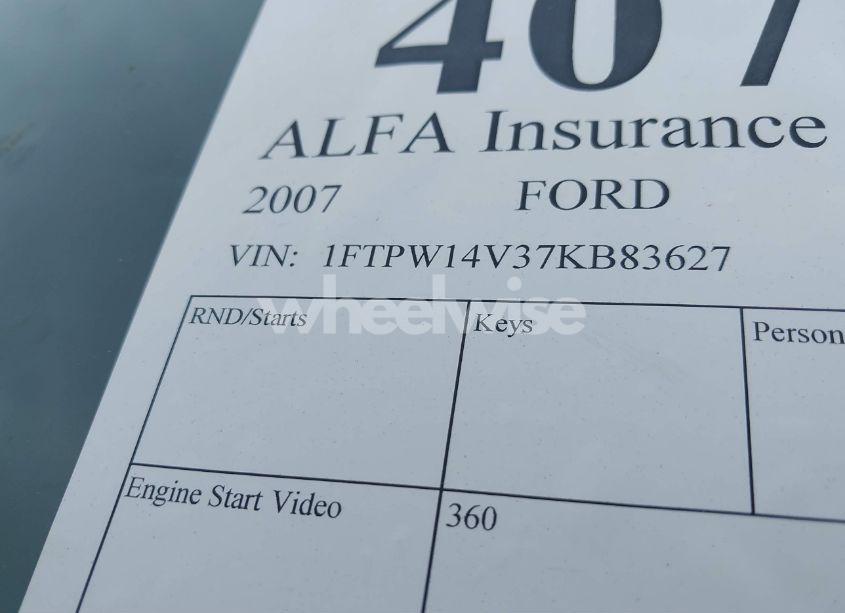 407
ALFA Insurance
2007 FORD
VIN: 1FTPW14V37KB83627
wheelwise
RND/Starts Keys Person
Engine Start Video 360